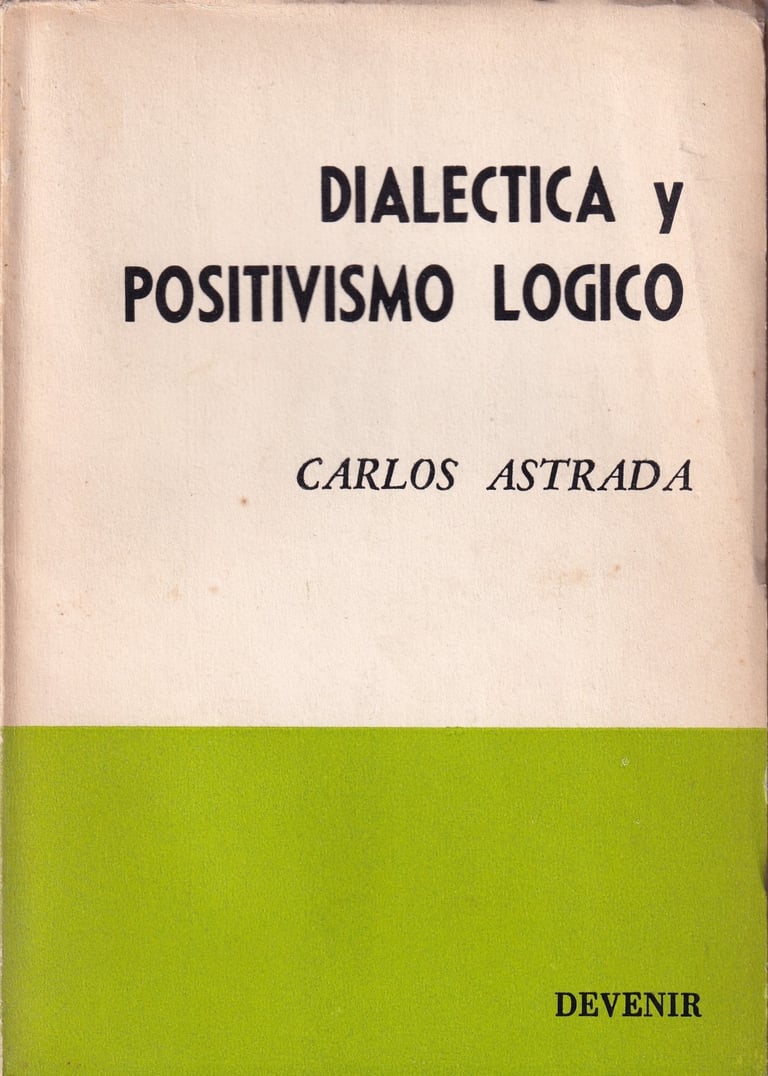 DIALECTICA y
POSITIVISMO LOGICO
CARLOS ASTRADA
DEVENIR